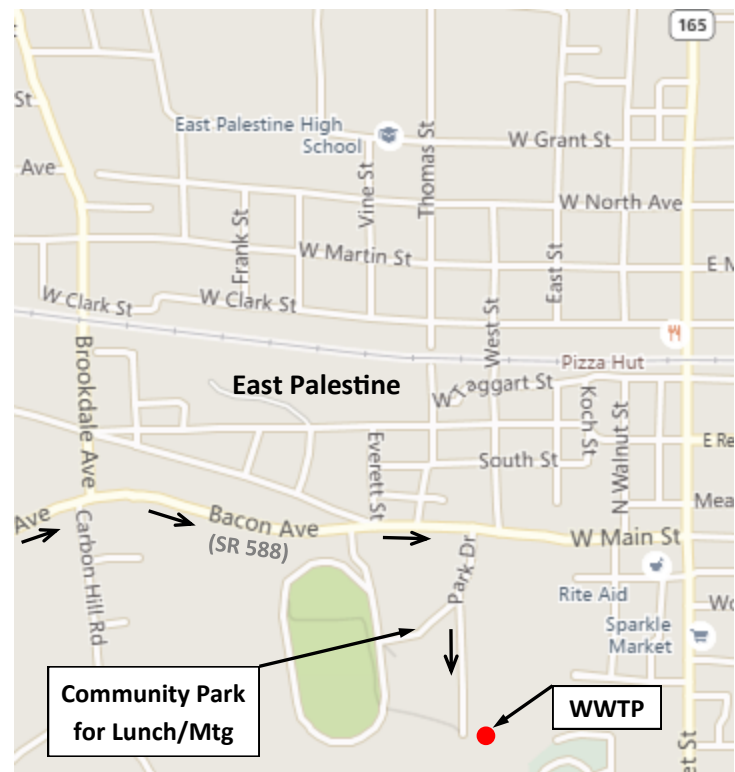 165
St
East Palestine High
School
W Grant St
Thomas St
Vine St
Ave
W North Ave
Frank St
W Martin St
East St
E M
W Clark St
W Clark St
West St
Brookdale Ave
Pizza Hut
East Palestine
W Taggart St
Koch St
N Walnut St
Everett St
E Re
South St
Mea
Ave
Bacon Ave
(SR 588)
W Main St
Carbon Hill Rd
Park Dr
Rite Aid
Wo
Sparkle
Market
Community Park
for Lunch/Mtg
WWTP
et St